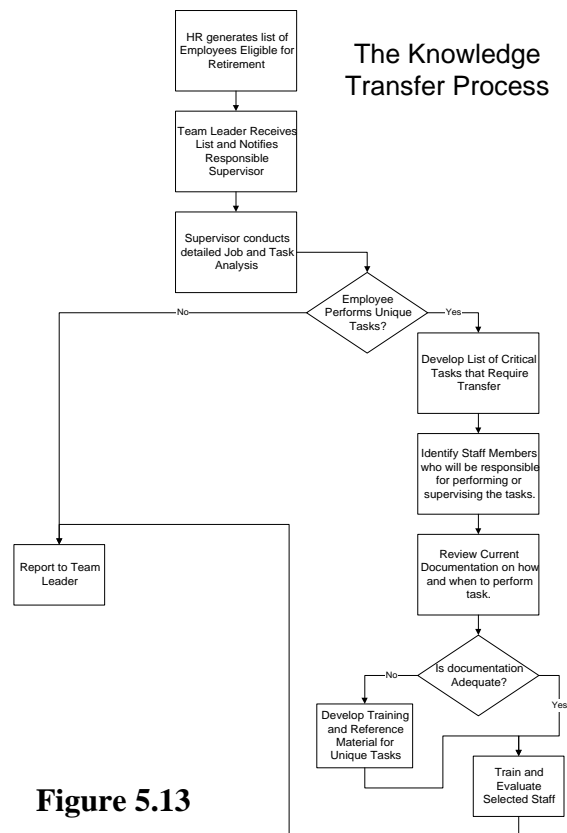 HR generates list of
Employees Eligible for
Retirement
The Knowledge
Transfer Process
Team Leader Receives
List and Notifies
Responsible
Supervisor
Supervisor conducts
detailed Job and Task
Analysis
Employee
Performs Unique
Tasks?
No
Yes
Develop List of Critical
Tasks that Require
Transfer
Identify Staff Members
who will be responsible
for performing or
supervising the tasks.
Report to Team
Leader
Review Current
Documentation on how
and when to perform
task.
Is documentation
Adequate?
No
Yes
Develop Training
and Reference
Material for
Unique Tasks
Train and
Evaluate
Selected Staff
Figure 5.13